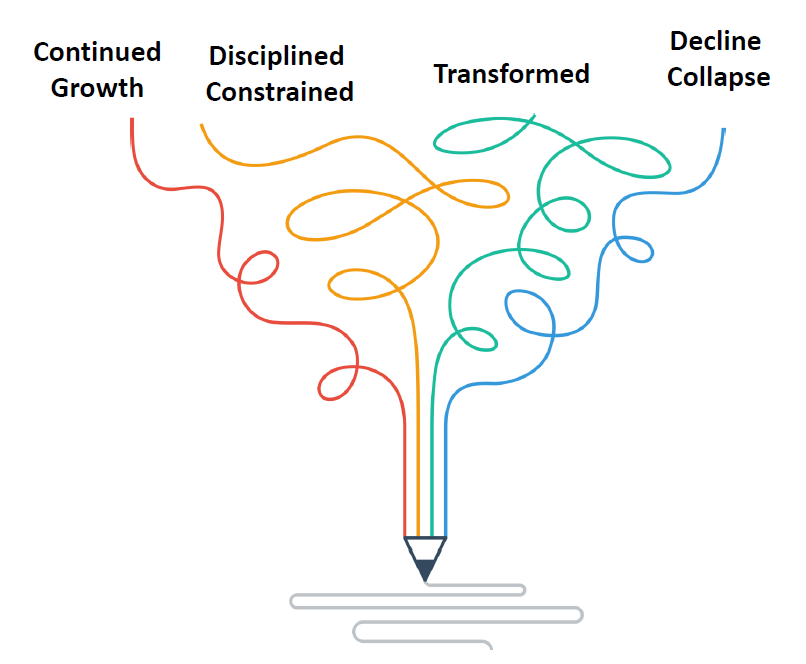 Continued
Growth
Disciplined
Constrained
Transformed
Decline
Collapse